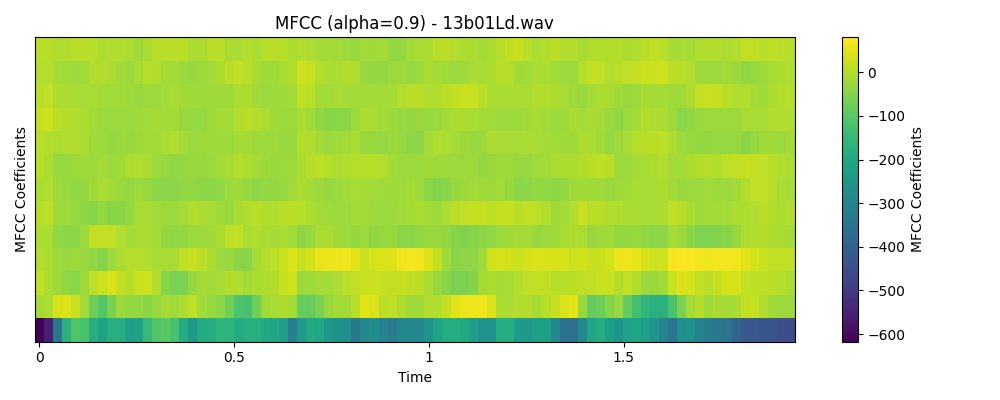 MFCC (alpha=0.9) - 13b01Ld.wav
MFCC Coefficients
0
0.5
1
1.5
Time
0
−100
−200
−300
−400
−500
−600
MFCC Coefficients